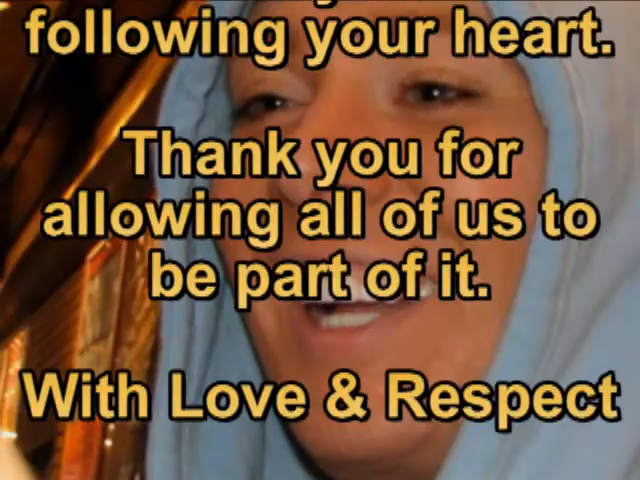 following your heart.
Thank you for
allowing all of us to
be part of it.
With Love & Respect